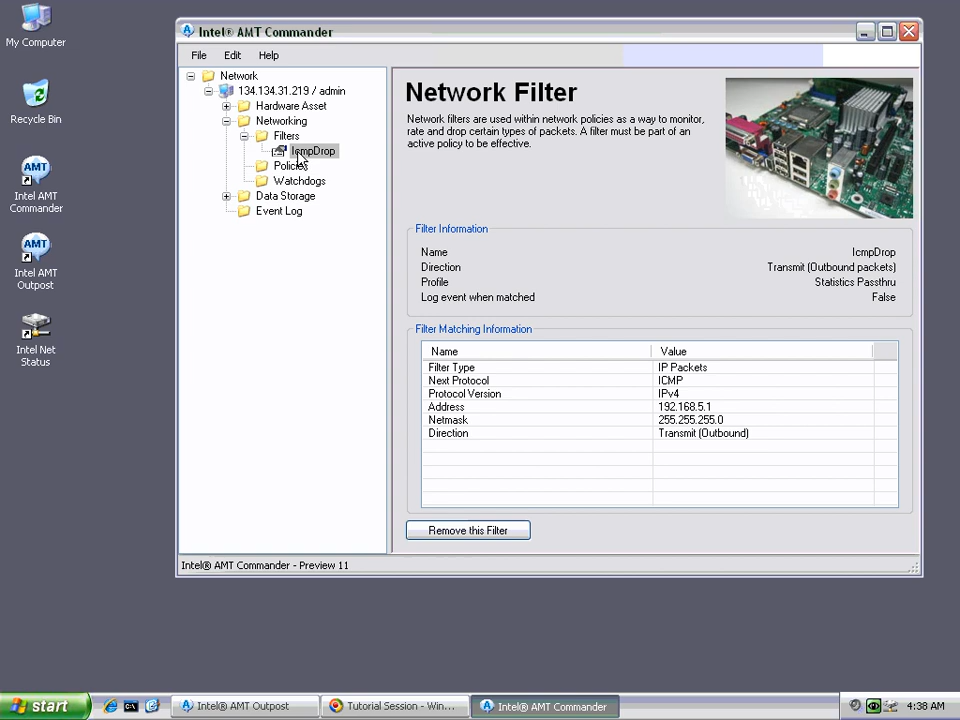 My Computer
Recycle Bin
AMT
Intel AMT
Commander
AMT
Intel AMT
Outpost
Intel Net
Status
Intel® AMT Commander
File Edit Help
Network
134.134.31.219 / admin
Hardware Asset
Networking
Filters
IcmpDrop
Policies
Watchdogs
Data Storage
Event Log
Network Filter
Network filters are used within network policies as a way to monitor,
rate and drop certain types of packets. A filter must be part of an
active policy to be effective.
Filter Information
Name IcmpDrop
Direction Transmit (Outbound packets)
Profile Statistics Passthru
Log event when matched False
Filter Matching Information
Name Value
Filter Type IP Packets
Next Protocol ICMP
Protocol Version IPv4
Address 192.168.5.1
Netmask 255.255.255.0
Direction Transmit (Outbound)
Remove this Filter
Intel® AMT Commander - Preview 11
start Intel® AMT Outpost Tutorial Session - Win... Intel® AMT Commander 4:38 AM